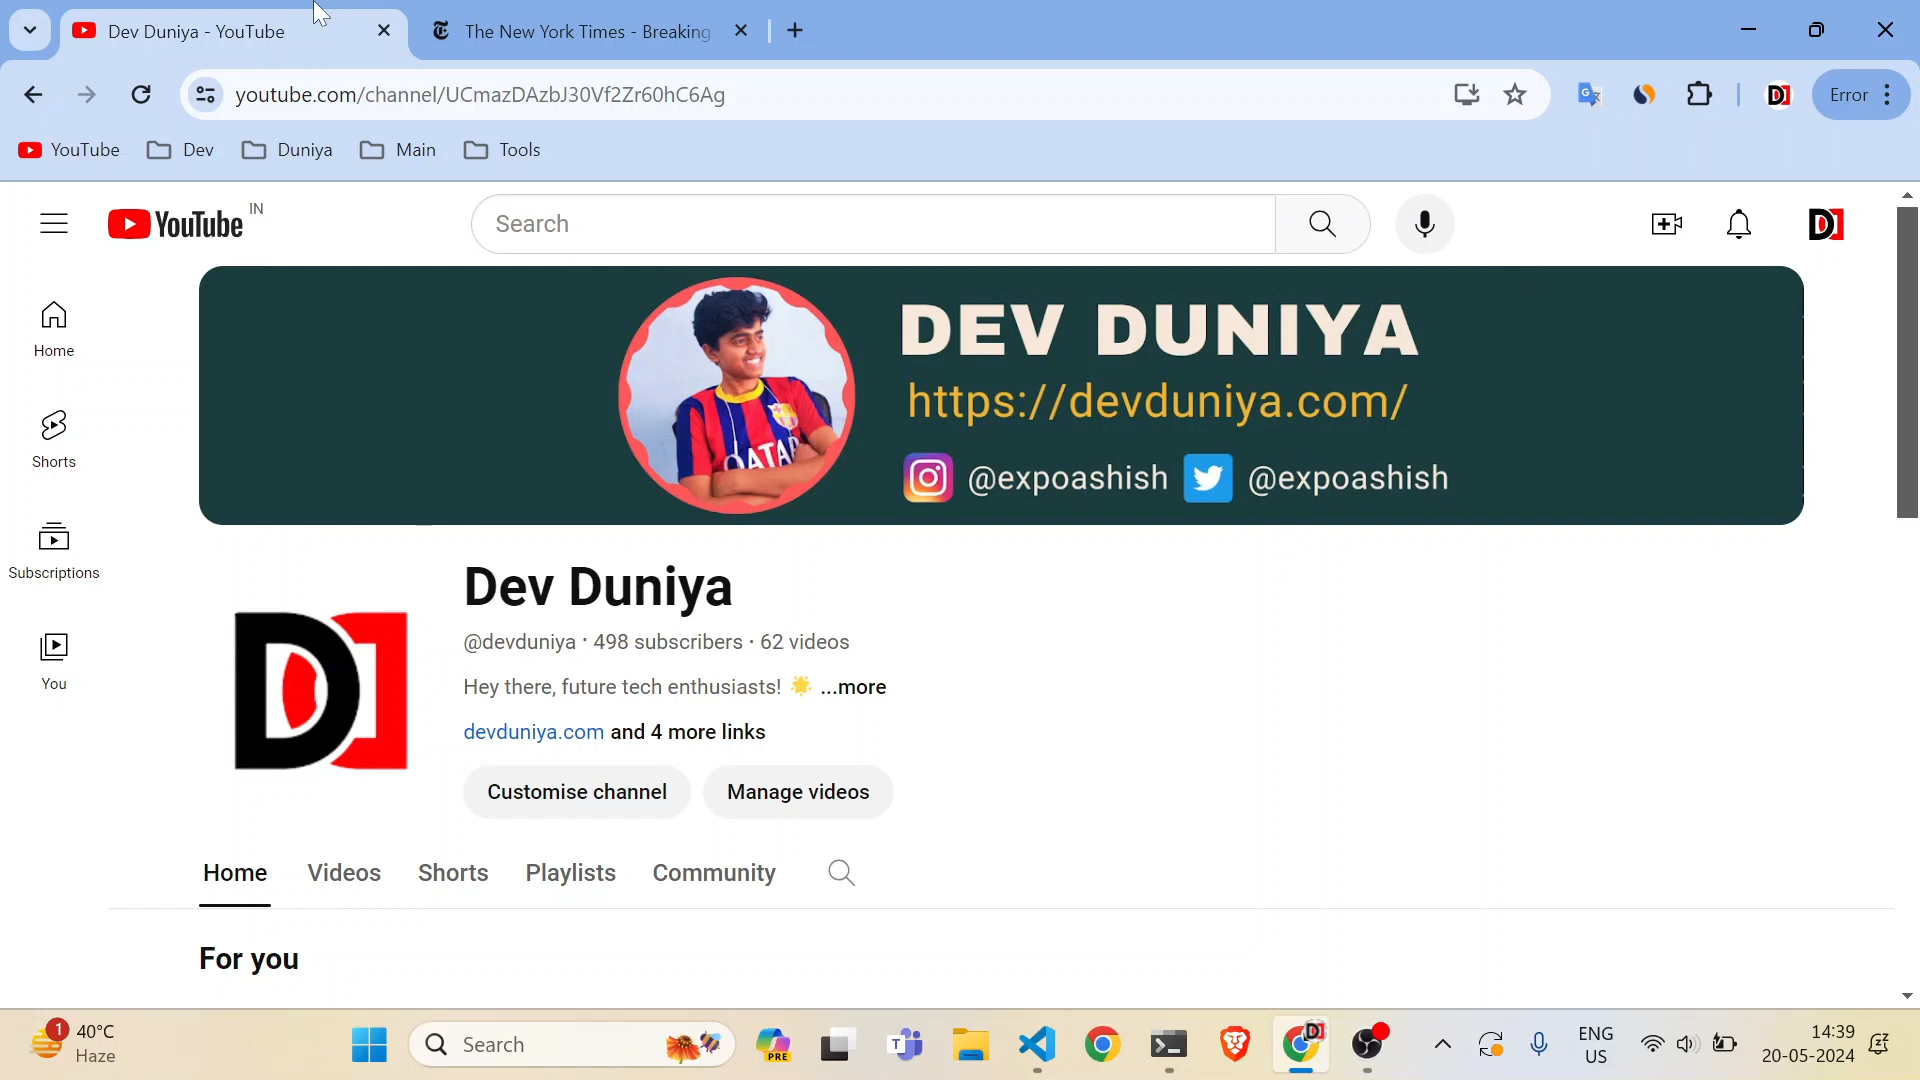 Dev Duniya - YouTube
The New York Times - Breaking
youtube.com/channel/UCmazDAzbJ30Vf2Zr60hC6Ag
Error
YouTube
Dev
Duniya
Main
Tools
YouTube IN
Search
Home
Shorts
Subscriptions
You
DEV DUNIYA
https://devduniya.com/
@expoashish
@expoashish
QATAR
Dev Duniya
@devduniya · 498 subscribers · 62 videos
Hey there, future tech enthusiasts! 🌟 ...more
devduniya.com and 4 more links
Customise channel
Manage videos
Home
Videos
Shorts
Playlists
Community
For you
1
40°C
Haze
Search
PRE
ENG
US
14:39
20-05-2024